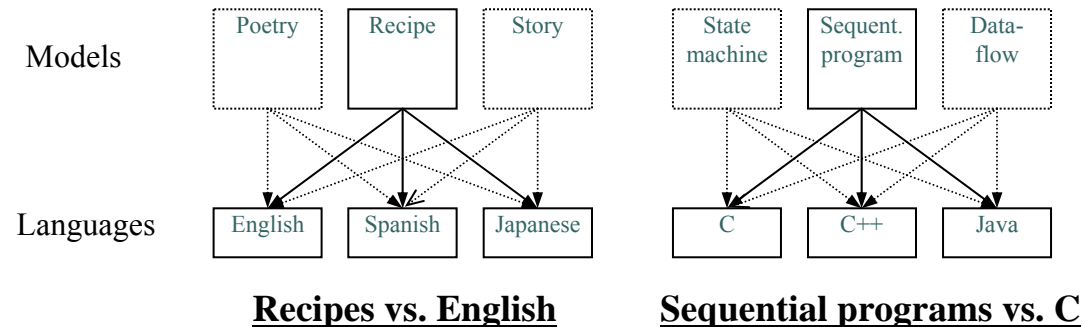 Models
Poetry
Recipe
Story
State
machine
Sequent.
program
Data-
flow
Languages
English
Spanish
Japanese
C
C++
Java
Recipes vs. English
Sequential programs vs. C